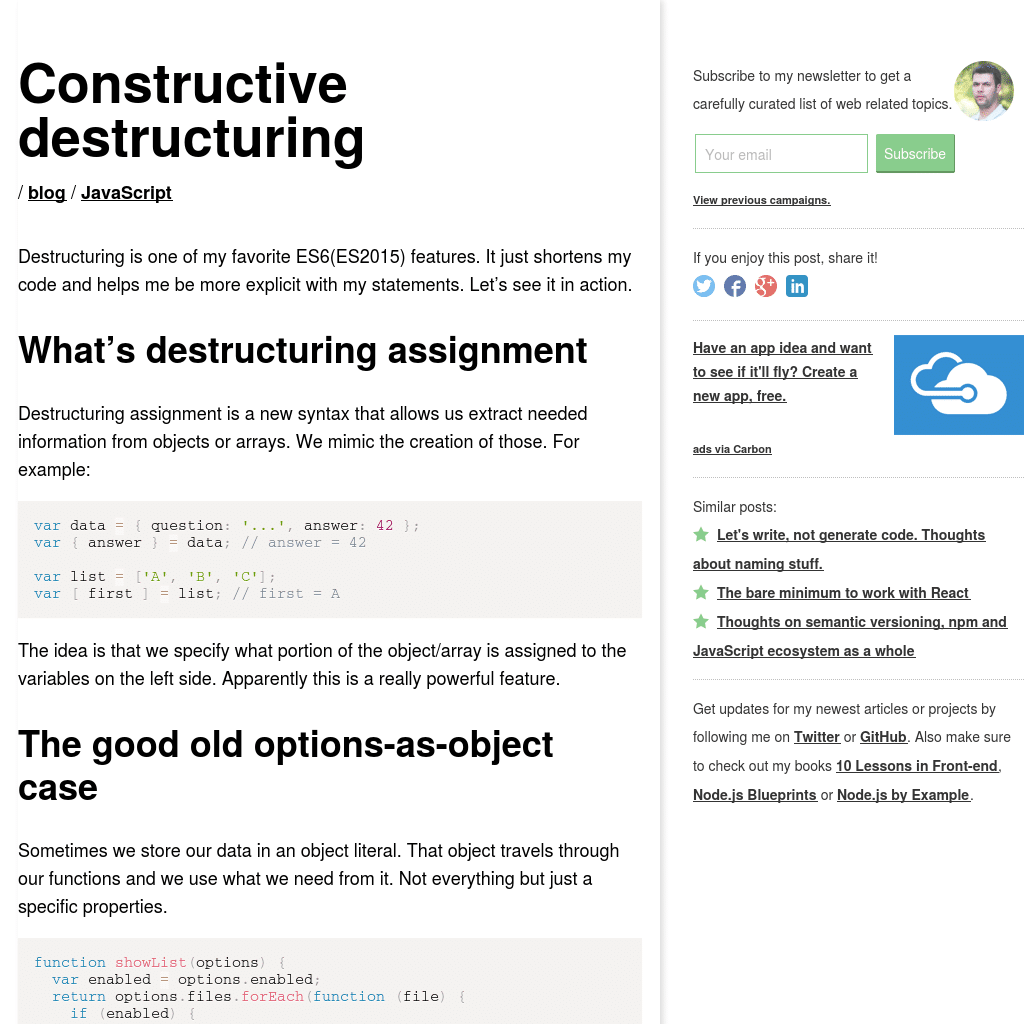 Constructive
destructuring
/ blog / JavaScript
Destructuring is one of my favorite ES6(ES2015) features. It just shortens my
code and helps me be more explicit with my statements. Let’s see it in action.
What’s destructuring assignment
Destructuring assignment is a new syntax that allows us extract needed
information from objects or arrays. We mimic the creation of those. For
example:
var data = { question: '...', answer: 42 };
var { answer } = data; // answer = 42
var list = ['A', 'B', 'C'];
var [ first ] = list; // first = A
The idea is that we specify what portion of the object/array is assigned to the
variables on the left side. Apparently this is a really powerful feature.
The good old options-as-object
case
Sometimes we store our data in an object literal. That object travels through
our functions and we use what we need from it. Not everything but just a
specific properties.
function showList(options) {
  var enabled = options.enabled;
  return options.files.forEach(function (file) {
    if (enabled) {
Subscribe to my newsletter to get a
carefully curated list of web related topics.
Your email
Subscribe
View previous campaigns.
If you enjoy this post, share it!
Have an app idea and want
to see if it'll fly? Create a
new app, free.
ads via Carbon
Similar posts:
Let's write, not generate code. Thoughts
about naming stuff.
The bare minimum to work with React
Thoughts on semantic versioning, npm and
JavaScript ecosystem as a whole
Get updates for my newest articles or projects by
following me on Twitter or GitHub. Also make sure
to check out my books 10 Lessons in Front-end,
Node.js Blueprints or Node.js by Example.